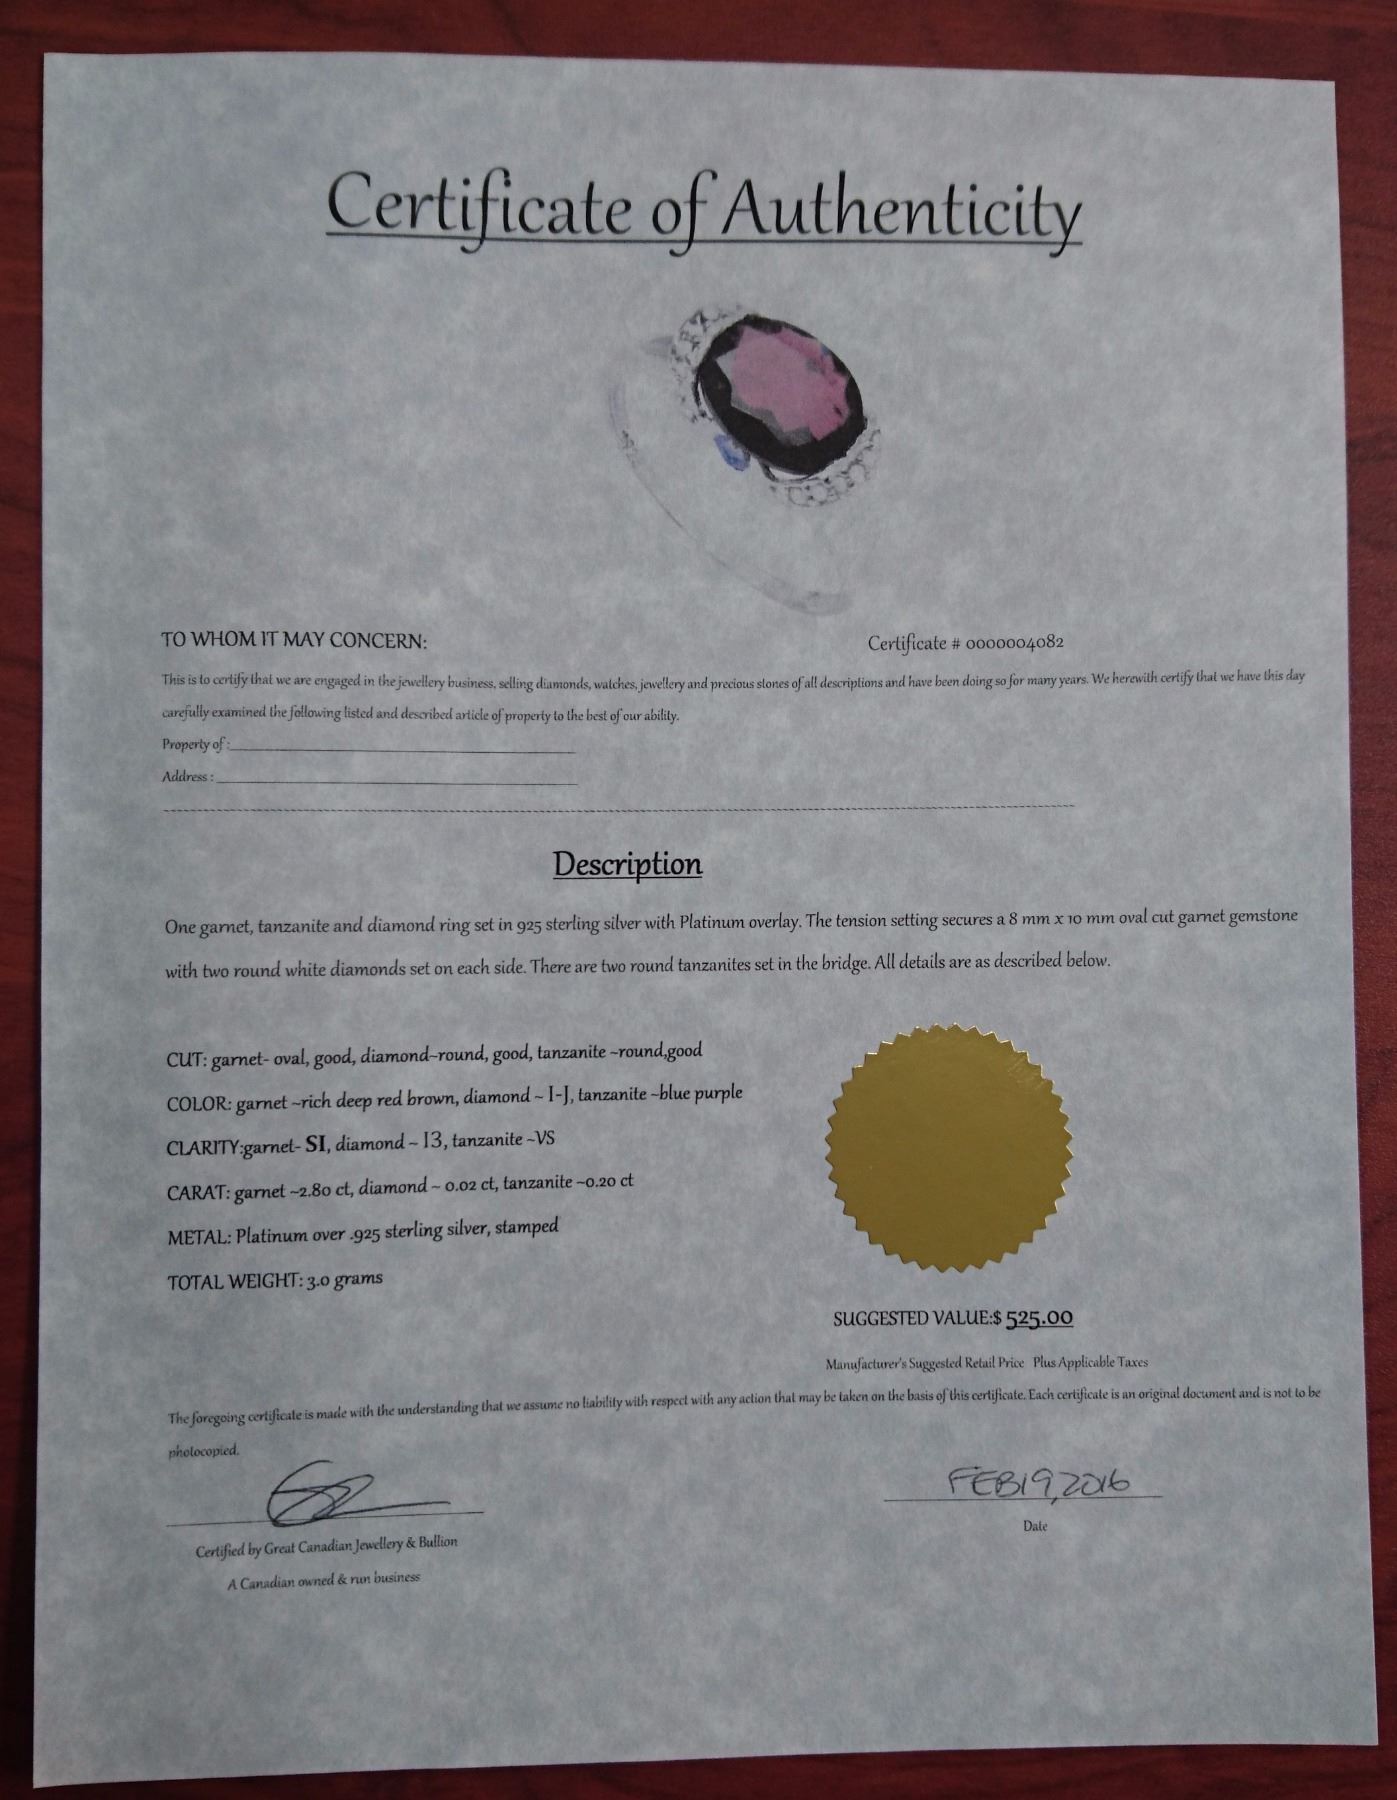 Certificate of Authenticity
TO WHOM IT MAY CONCERN:
Certificate # 0000004082
This is to certify that we are engaged in the jewellery business, selling diamonds, watches, jewellery and precious stones of all descriptions and have been doing so for many years. We herewith certify that we have this day
carefully examined the following listed and described article of property to the best of our ability.
Property of :
Address :
Description
One garnet, tanzanite and diamond ring set in 925 sterling silver with Platinum overlay. The tension setting secures a 8 mm x 10 mm oval cut garnet gemstone
with two round white diamonds set on each side. There are two round tanzanites set in the bridge. All details are as described below.
CUT: garnet- oval, good, diamond~round, good, tanzanite ~round,good
COLOR: garnet ~rich deep red brown, diamond ~ I-J, tanzanite ~blue purple
CLARITY:garnet- SI, diamond ~ I3, tanzanite ~VS
CARAT: garnet ~2.80 ct, diamond ~ 0.02 ct, tanzanite ~0.20 ct
METAL: Platinum over .925 sterling silver, stamped
TOTAL WEIGHT: 3.0 grams
SUGGESTED VALUE:$ 525.00
Manufacturer's Suggested Retail Price Plus Applicable Taxes
The foregoing certificate is made with the understanding that we assume no liability with respect with any action that may be taken on the basis of this certificate. Each certificate is an original document and is not to be
photocopied.
FEB 19, 2016
Date
Certified by Great Canadian Jewellery & Bullion
A Canadian owned & run business